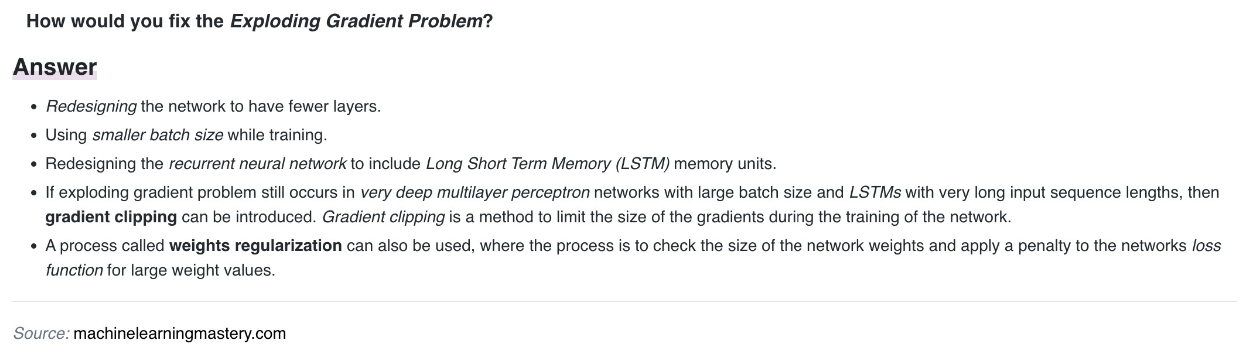 How would you fix the Exploding Gradient Problem?
Answer
• Redesigning the network to have fewer layers.
• Using smaller batch size while training.
• Redesigning the recurrent neural network to include Long Short Term Memory (LSTM) memory units.
• If exploding gradient problem still occurs in very deep multilayer perceptron networks with large batch size and LSTMs with very long input sequence lengths, then
gradient clipping can be introduced. Gradient clipping is a method to limit the size of the gradients during the training of the network.
• A process called weights regularization can also be used, where the process is to check the size of the network weights and apply a penalty to the networks loss
function for large weight values.
Source: machinelearningmastery.com